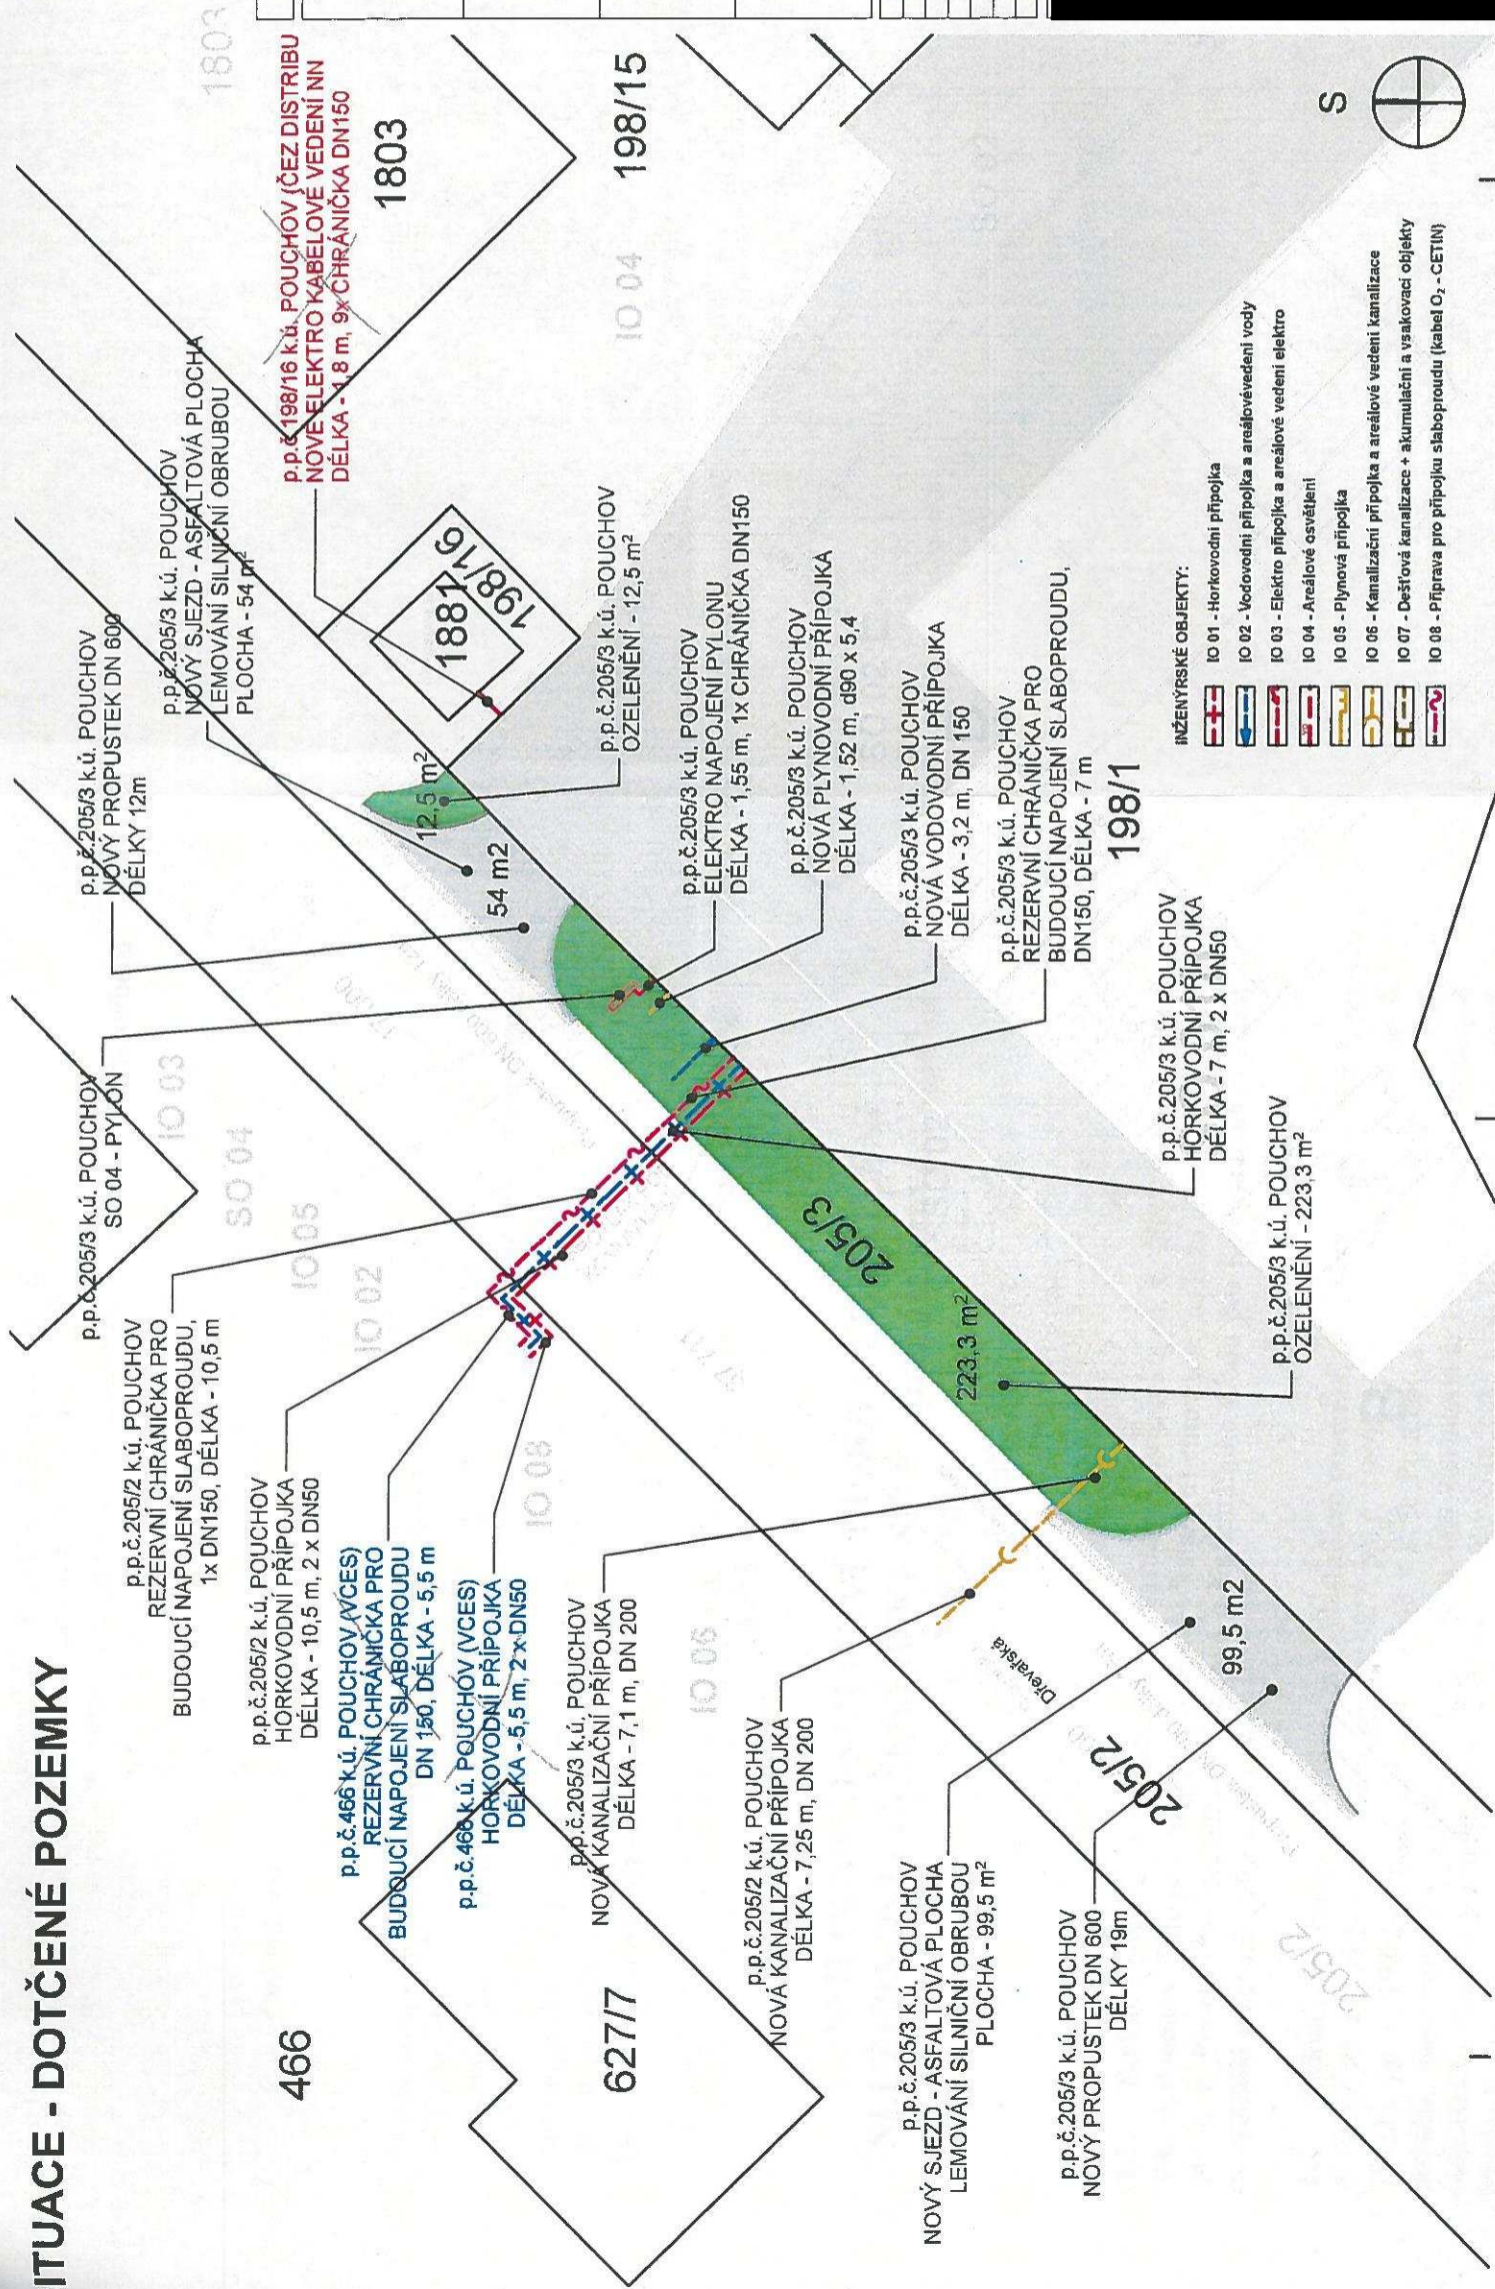 ITUACE - DOTČENÉ POZEMKY
p.p.č.205/3 k.ú. POUCHOV
SO 04 - PYLON
p.p.č.205/3 k.ú. POUCHOV
NOVÝ PROPUSTEK DN 600
DÉLKY 12m
p.p.č.205/3 k.ú. POUCHOV
NOVÝ SJEZD - ASFALTOVÁ PLOCHA
LEMOVÁNÍ SILNIČNÍ OBRUBOU
PLOCHA - 54 m²
p.p.č.198/16 k.ú. POUCHOV (ČEZ DISTRIBU
NOVÉ ELEKTRO KABELOVÉ VEDENÍ NN
DÉLKA - 1,8 m, 9x CHRÁNIČKA DN150
1803
1803
198/15
IO 04
p.p.č.205/2 k.ú. POUCHOV
REZERVNÍ CHRÁNIČKA PRO
BUDOUCÍ NAPOJENÍ SLABOPROUDU,
1x DN150, DÉLKA - 10,5 m
p.p.č.205/2 k.ú. POUCHOV
HORKOVODNÍ PŘÍPOJKA
DÉLKA - 10,5 m, 2 x DN50
p.p.č.466 k.ú. POUCHOV (VCES)
REZERVNÍ CHRÁNIČKA PRO
BUDOUCÍ NAPOJENÍ SLABOPROUDU
DN 150, DÉLKA - 5,5 m
p.p.č.466 k.ú. POUCHOV (VCES)
HORKOVODNÍ PŘÍPOJKA
DÉLKA - 5,5 m, 2 x DN50
p.p.č.205/3 k.ú. POUCHOV
NOVÁ KANALIZAČNÍ PŘÍPOJKA
DÉLKA - 7,1 m, DN 200
p.p.č.205/2 k.ú. POUCHOV
NOVÁ KANALIZAČNÍ PŘÍPOJKA
DÉLKA - 7,25 m, DN 200
p.p.č.205/3 k.ú. POUCHOV
NOVÝ SJEZD - ASFALTOVÁ PLOCHA
LEMOVÁNÍ SILNIČNÍ OBRUBOU
PLOCHA - 99,5 m²
p.p.č.205/3 k.ú. POUCHOV
NOVÝ PROPUSTEK DN 600
DÉLKY 19m
466
627/7
IO 03
SO 04
IO 05
IO 02
IO 08
IO 06
1881
198/16
12,5 m²
54 m2
205/3
223,3 m²
99,5 m2
Dřevařská
205/2
205/2
p.p.č.205/3 k.ú. POUCHOV
OZELENĚNÍ - 12,5 m²
p.p.č.205/3 k.ú. POUCHOV
ELEKTRO NAPOJENÍ PYLONU
DÉLKA - 1,55 m, 1x CHRÁNIČKA DN150
p.p.č.205/3 k.ú. POUCHOV
NOVÁ PLYNOVODNÍ PŘÍPOJKA
DÉLKA - 1,52 m, d90 x 5,4
p.p.č.205/3 k.ú. POUCHOV
NOVÁ VODOVODNÍ PŘÍPOJKA
DÉLKA - 3,2 m, DN 150
p.p.č.205/3 k.ú. POUCHOV
REZERVNÍ CHRÁNIČKA PRO
BUDOUCÍ NAPOJENÍ SLABOPROUDU,
DN150, DÉLKA - 7 m
198/1
p.p.č.205/3 k.ú. POUCHOV
HORKOVODNÍ PŘÍPOJKA
DÉLKA - 7 m, 2 x DN50
p.p.č.205/3 k.ú. POUCHOV
OZELENĚNÍ - 223,3 m²
INŽENÝRSKÉ OBJEKTY:
IO 01 - Horkovodní přípojka
IO 02 - Vodovodní přípojka a areálovévedení vody
IO 03 - Elektro přípojka a areálové vedení elektro
IO 04 - Areálové osvětlení
IO 05 - Plynová přípojka
IO 06 - Kanalizační přípojka a areálové vedení kanalizace
IO 07 - Dešťová kanalizace + akumulační a vsakovací objekty
IO 08 - Příprava pro přípojku slaboproudu (kabel O₂ - CETIN)
S